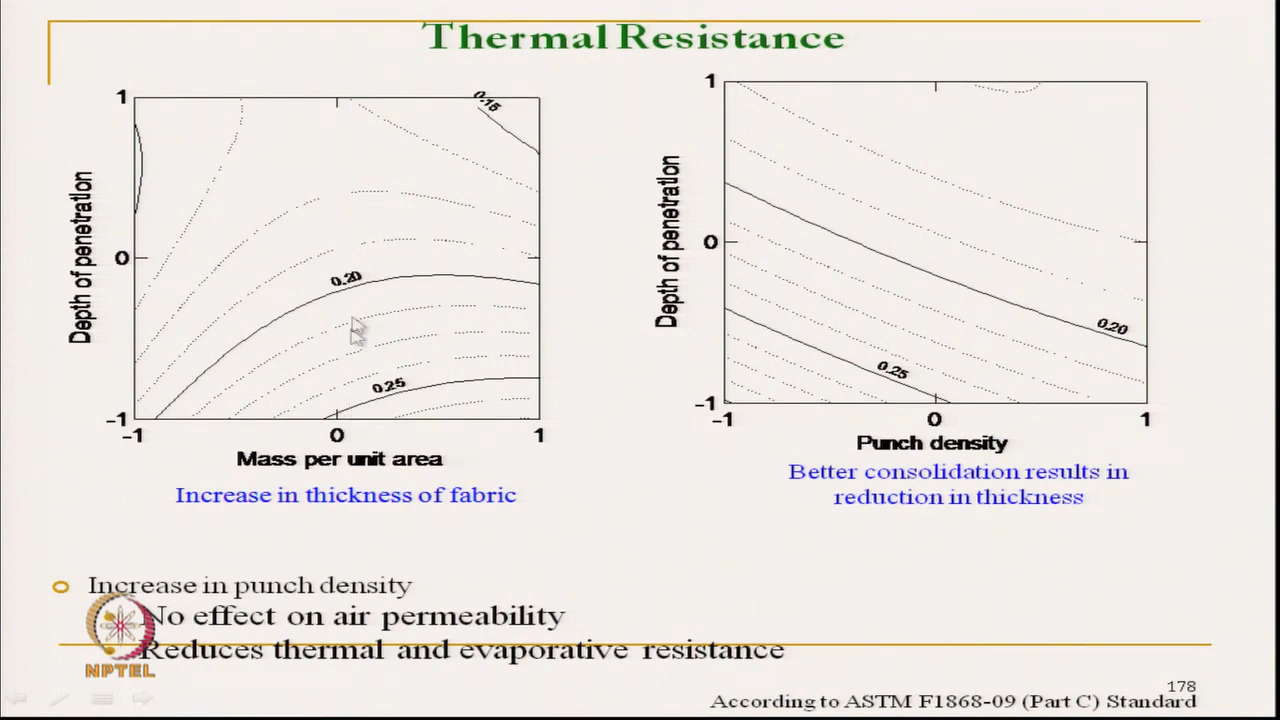 Thermal Resistance
1
0
-1
Depth of penetration
0.15
0.20
0.25
-1
0
1
Mass per unit area
Increase in thickness of fabric
1
0
-1
Depth of penetration
0.20
0.25
-1
0
1
Punch density
Better consolidation results in
reduction in thickness
Increase in punch density
No effect on air permeability
Reduces thermal and evaporative resistance
NPTEL
178
According to ASTM F1868-09 (Part C) Standard